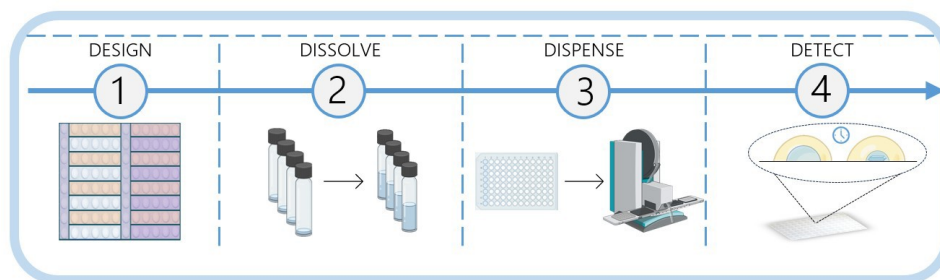 DESIGN
DISSOLVE
DISPENSE
DETECT
1
2
3
4